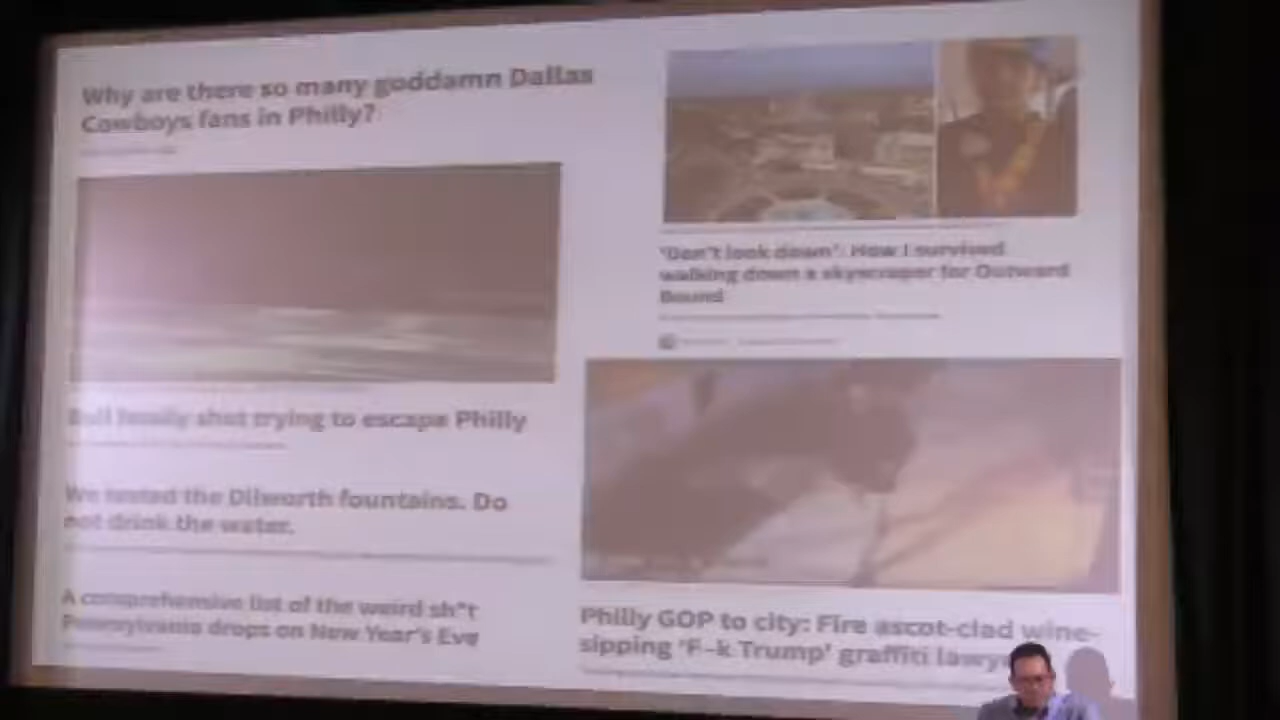 Why are there so many goddamn Dallas
Cowboys fans in Philly?
Bull shot trying to escape Philly
We tested the Dilworth fountains. Do
not drink the water.
A comprehensive list of the weird sh*t
Pennsylvania drops on New Year's Eve
'Don't look down': How I survived
walking down a skyscraper for Outward
Bound
Philly GOP to city: Fire ascot-clad wine-
sipping 'F--k Trump' graffiti